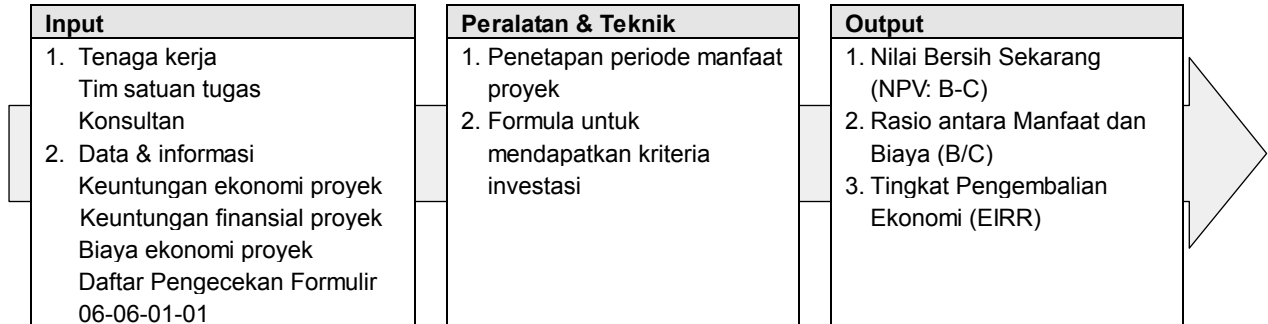 Input
1. Tenaga kerja
Tim satuan tugas
Konsultan
2. Data & informasi
Keuntungan ekonomi proyek
Keuntungan finansial proyek
Biaya ekonomi proyek
Daftar Pengecekan Formulir
06-06-01-01
Peralatan & Teknik
1. Penetapan periode manfaat
proyek
2. Formula untuk
mendapatkan kriteria
investasi
Output
1. Nilai Bersih Sekarang
(NPV: B-C)
2. Rasio antara Manfaat dan
Biaya (B/C)
3. Tingkat Pengembalian
Ekonomi (EIRR)